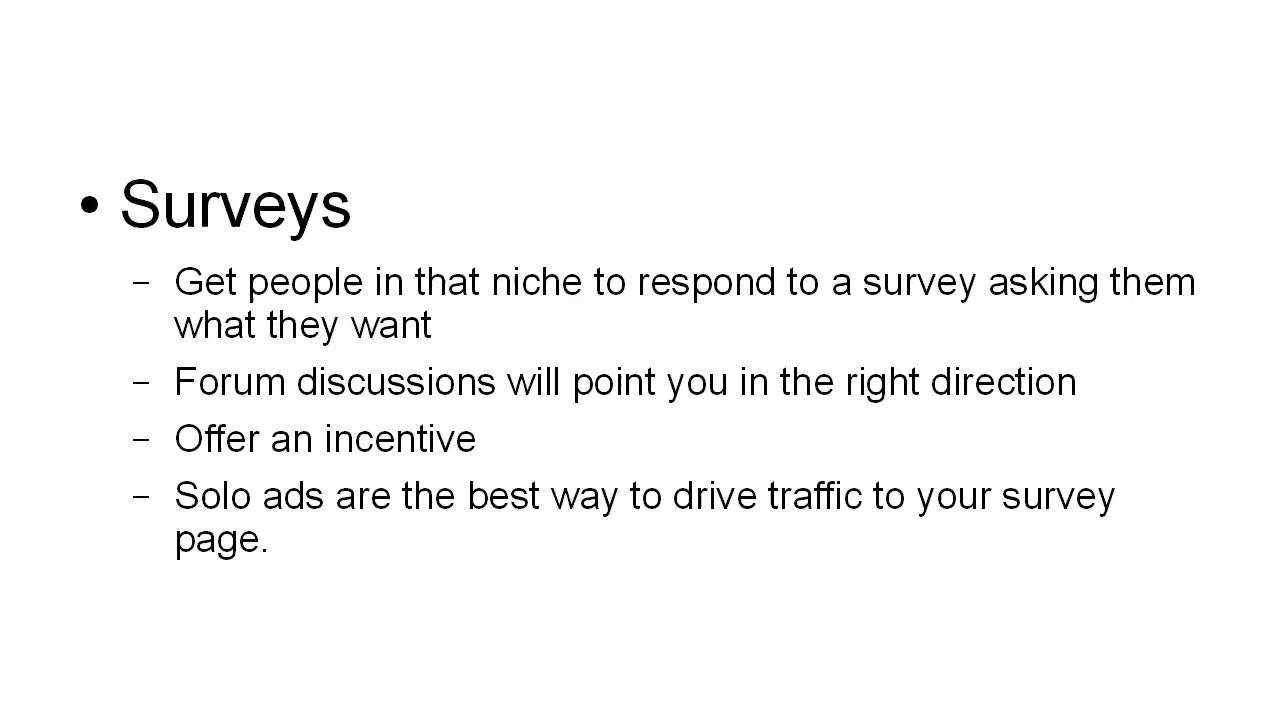 • Surveys
– Get people in that niche to respond to a survey asking them
what they want
– Forum discussions will point you in the right direction
– Offer an incentive
– Solo ads are the best way to drive traffic to your survey
page.